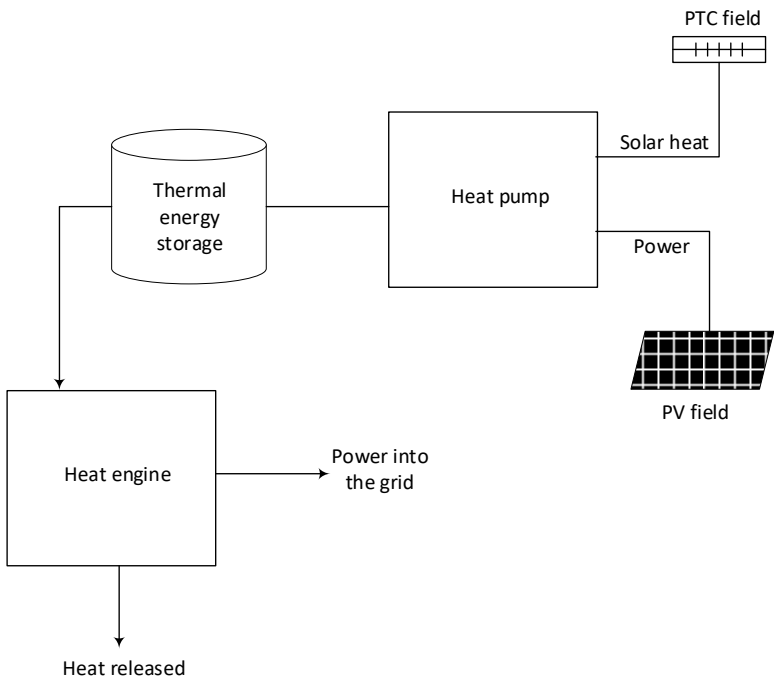 PTC field
Solar heat
Thermal
energy
storage
Heat pump
Power
PV field
Heat engine
Power into
the grid
Heat released